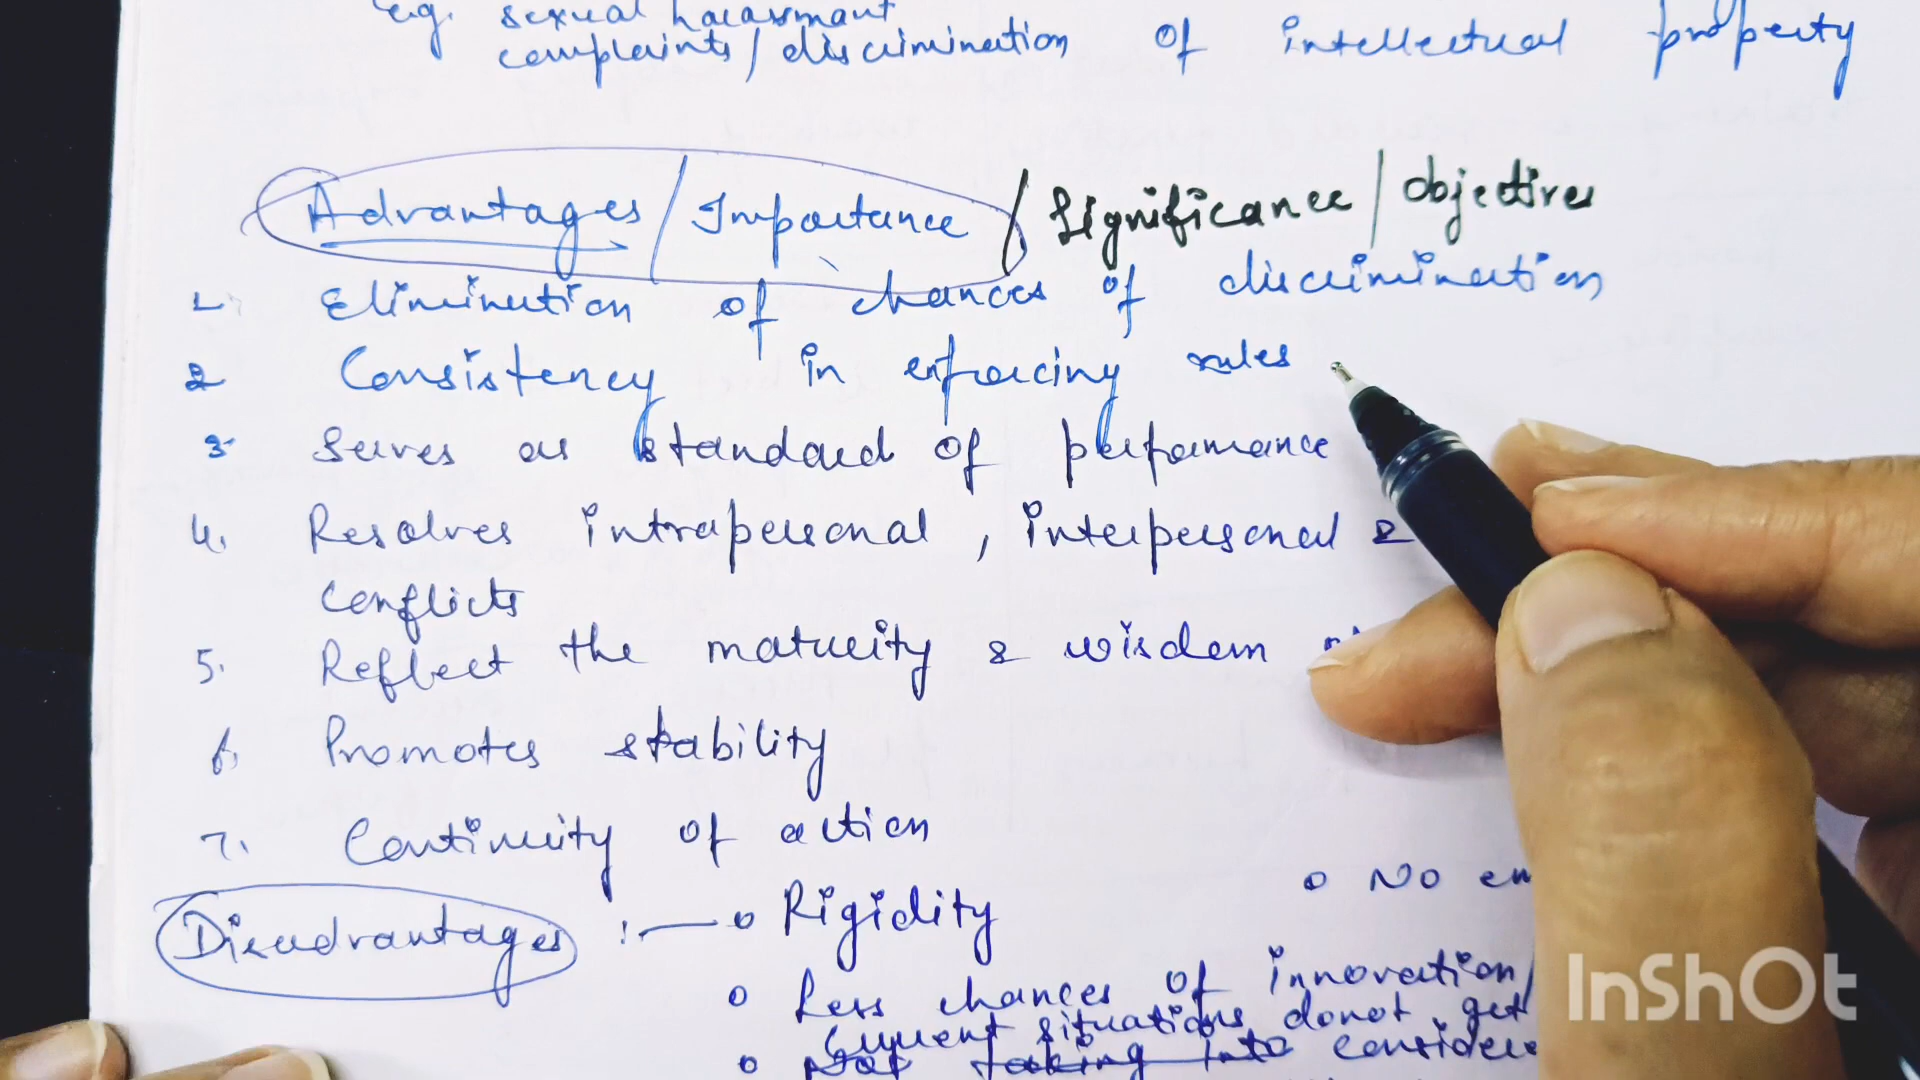 e.g. sexual harassment
complaints/discrimination of intellectual property
Advantages / Importance / Significance / Objectives
1. Elimination of chances of discrimination
2 Consistency in enforcing rules
3. Serves as standard of performance
4. Resolves intrapersonal, interpersonal &
conflicts
5. Reflect the maturity & wisdom
6. Promotes stability
7. Continuity of action
Disadvantages :— o Rigidity
o No em
o Less chances of innovation/
Current situations donot get
o Not taking into conside
InShOt